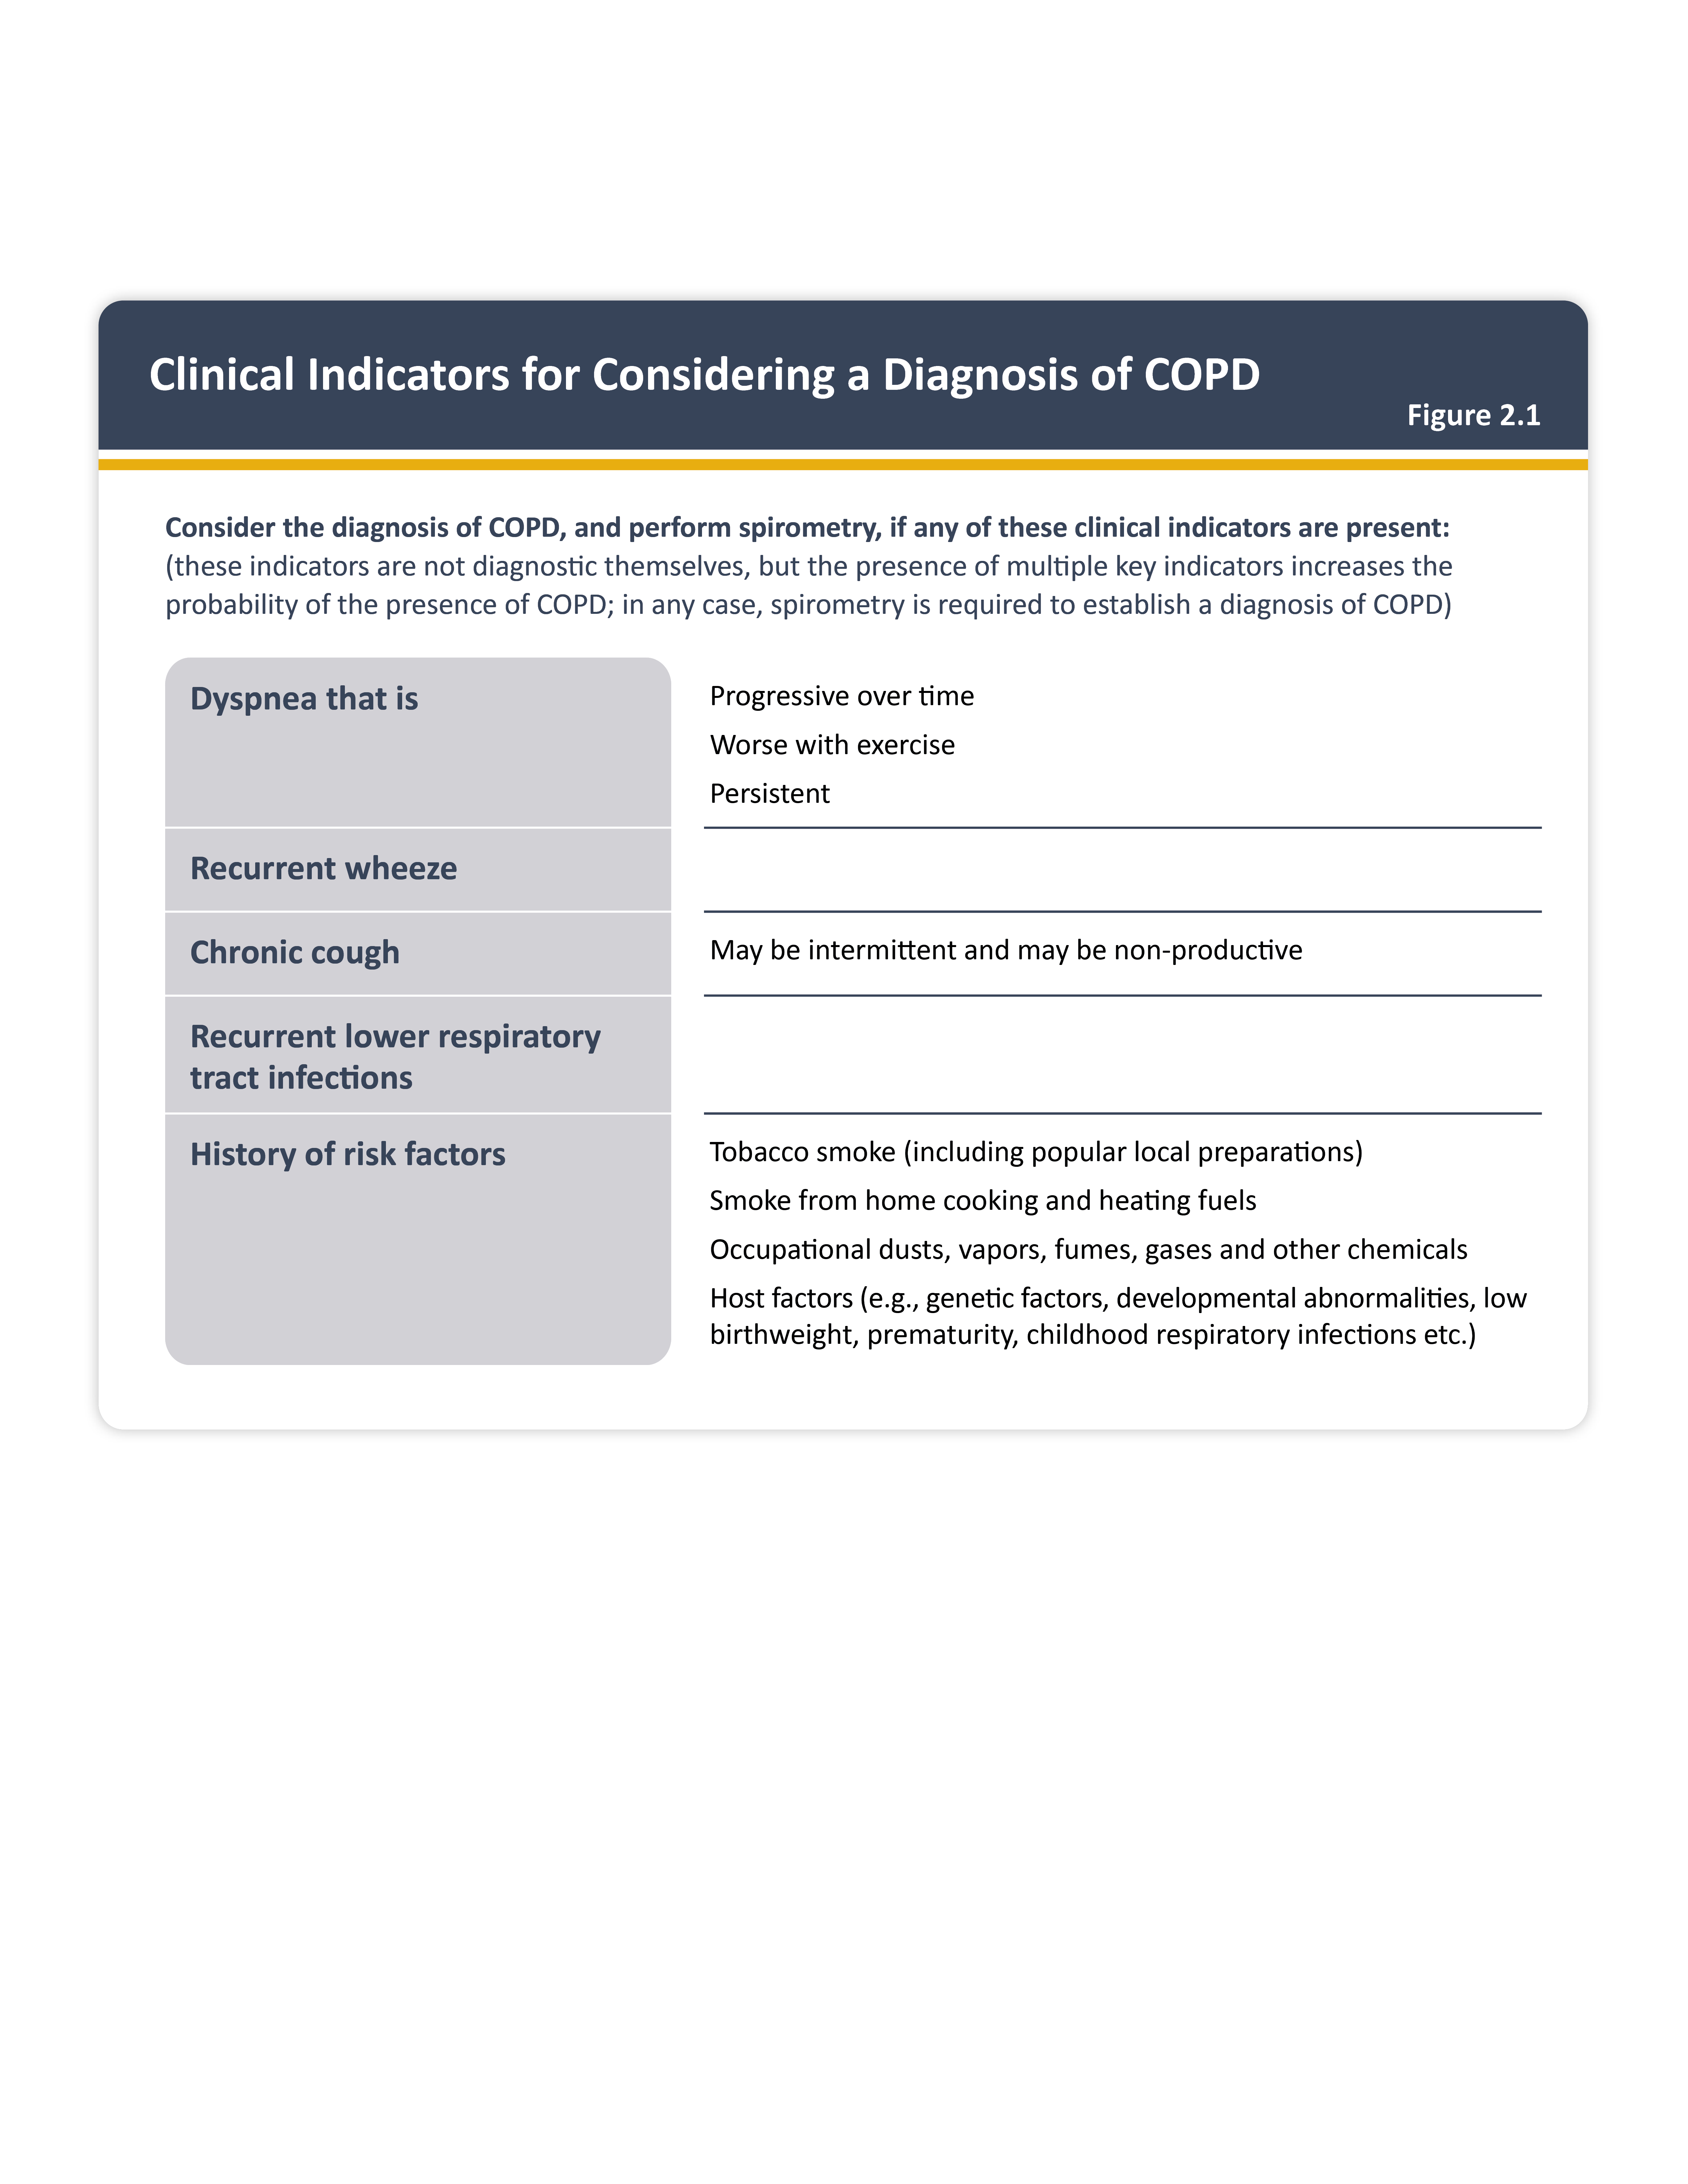 Clinical Indicators for Considering a Diagnosis of COPD
Figure 2.1
Consider the diagnosis of COPD, and perform spirometry, if any of these clinical indicators are present:
(these indicators are not diagnostic themselves, but the presence of multiple key indicators increases the
probability of the presence of COPD; in any case, spirometry is required to establish a diagnosis of COPD)
Dyspnea that is
Progressive over time
Worse with exercise
Persistent
Recurrent wheeze
Chronic cough
May be intermittent and may be non-productive
Recurrent lower respiratory
tract infections
History of risk factors
Tobacco smoke (including popular local preparations)
Smoke from home cooking and heating fuels
Occupational dusts, vapors, fumes, gases and other chemicals
Host factors (e.g., genetic factors, developmental abnormalities, low
birthweight, prematurity, childhood respiratory infections etc.)